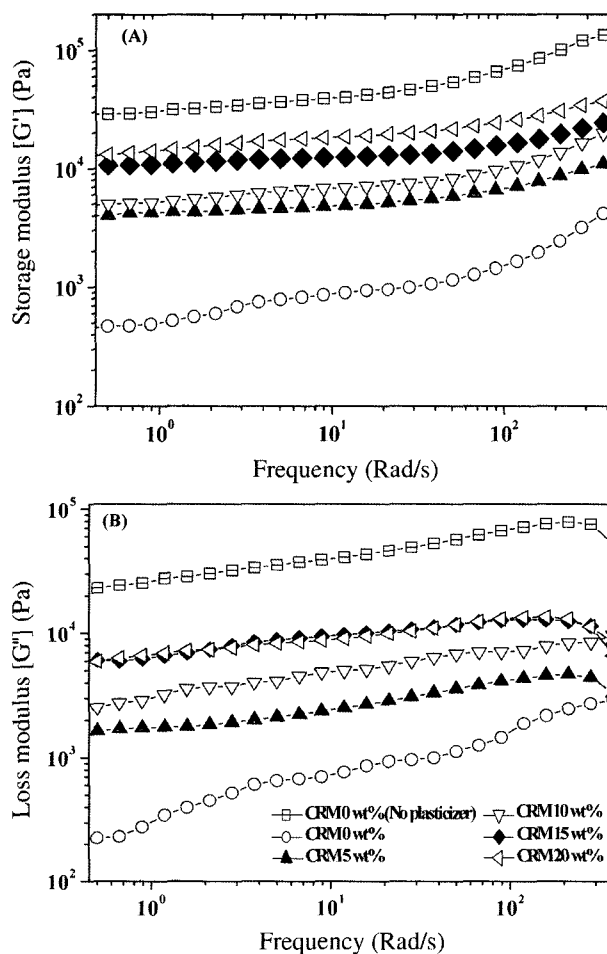 (A)
Storage modulus [G'] (Pa)
10^5
10^4
10^3
10^2
10^0
10^1
10^2
Frequency (Rad/s)
(B)
Loss modulus [G"] (Pa)
10^5
10^4
10^3
10^2
CRM0 wt%(No plasticizer)
CRM10 wt%
CRM0 wt%
CRM15 wt%
CRM5 wt%
CRM20 wt%
10^0
10^1
10^2
Frequency (Rad/s)